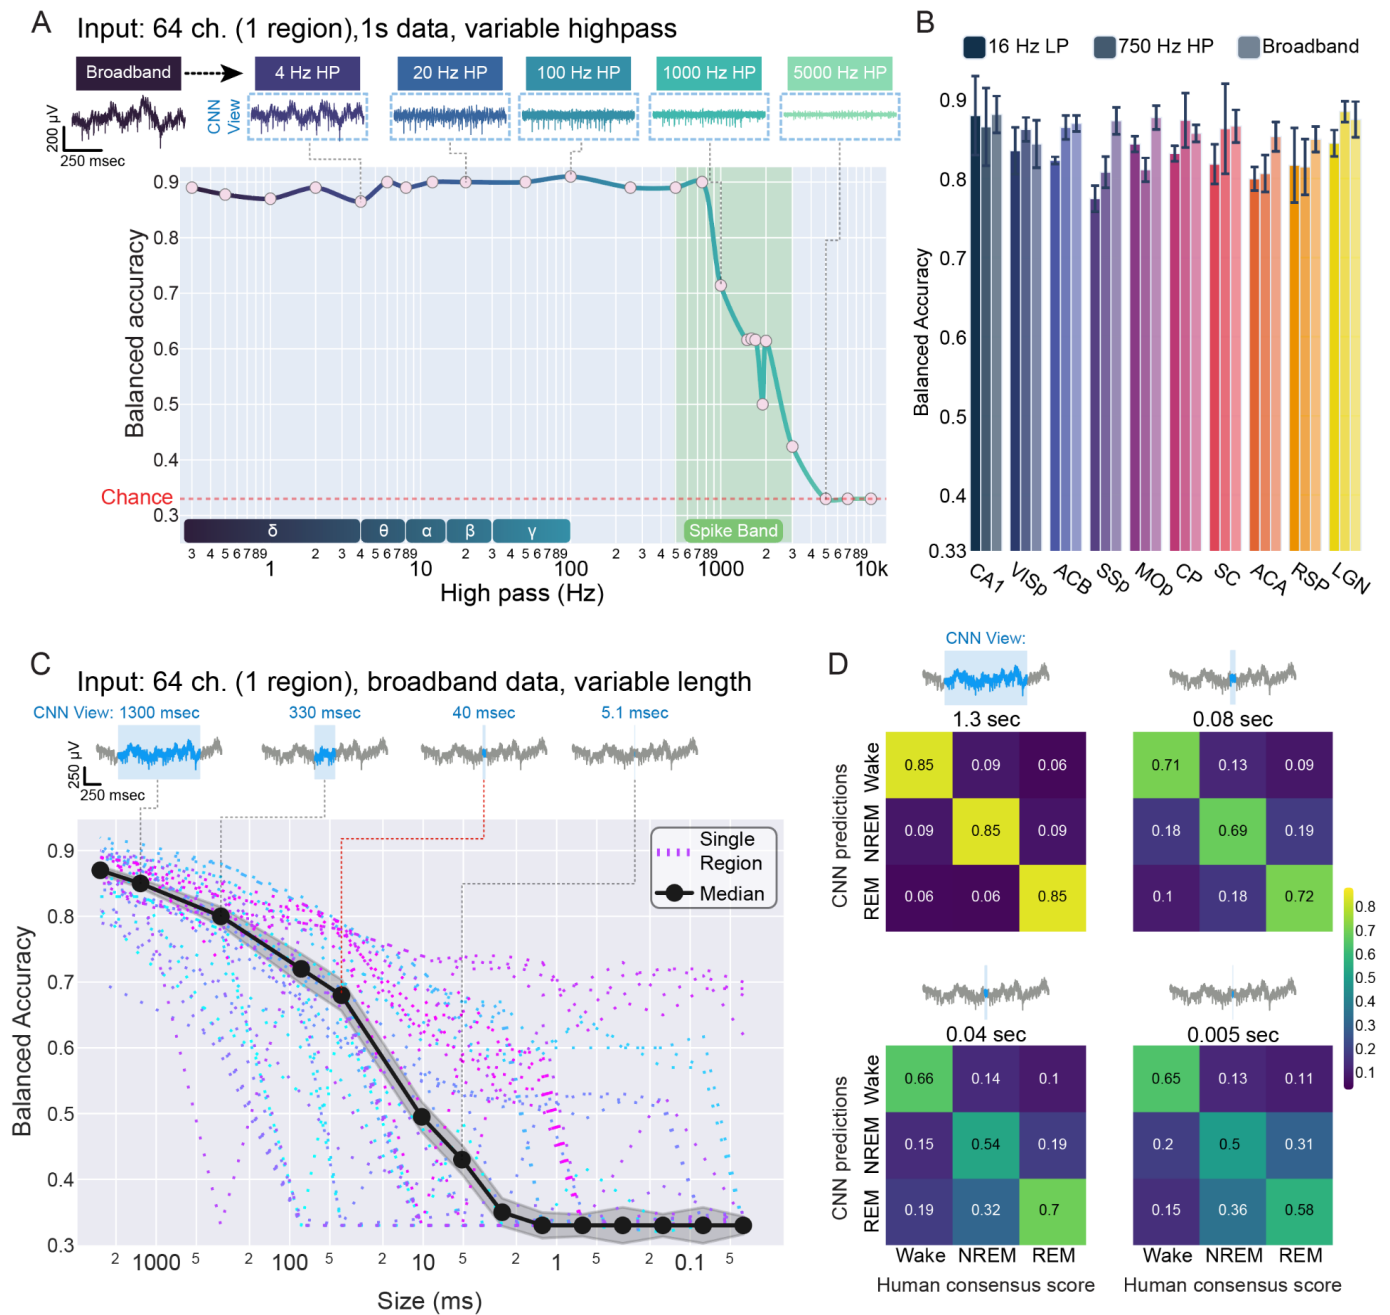 A
Input: 64 ch. (1 region),1s data, variable highpass
Broadband
4 Hz HP
20 Hz HP
100 Hz HP
1000 Hz HP
5000 Hz HP
CNN
View
200 µV
250 msec
Balanced accuracy
0.9
0.8
0.7
0.6
0.5
0.4
Chance
0.3
δ
θ
α
β
γ
Spike Band
3 4 5 6 7 8 9 2 3 4 5 6 7 8 9 2 3 4 5 6 7 8 9 2 3 4 5 6 7 8 9 2 3 4 5 6 7 8 9
1 10 100 1000 10k
High pass (Hz)
B
16 Hz LP
750 Hz HP
Broadband
Balanced Accuracy
0.9
0.8
0.7
0.6
0.5
0.4
0.33
CA1
VISp
ACB
SSp
MOp
CP
SC
ACA
RSP
LGN
C
Input: 64 ch. (1 region), broadband data, variable length
CNN View: 1300 msec
330 msec
40 msec
5.1 msec
250 µV
250 msec
Single
Region
Median
Balanced Accuracy
0.9
0.8
0.7
0.6
0.5
0.4
0.3
2 1000 5 2 100 5 2 10 5 2 1 5 2 0.1 5
Size (ms)
D
CNN View:
1.3 sec
CNN predictions
Wake
NREM
REM
0.85 0.09 0.06
0.09 0.85 0.09
0.06 0.06 0.85
0.08 sec
0.71 0.13 0.09
0.18 0.69 0.19
0.1 0.18 0.72
0.8
0.7
0.6
0.5
0.4
0.3
0.2
0.1
0.04 sec
CNN predictions
Wake
NREM
REM
0.66 0.14 0.1
0.15 0.54 0.19
0.19 0.32 0.7
Wake NREM REM
Human consensus score
0.005 sec
0.65 0.13 0.11
0.2 0.5 0.31
0.15 0.36 0.58
Wake NREM REM
Human consensus score